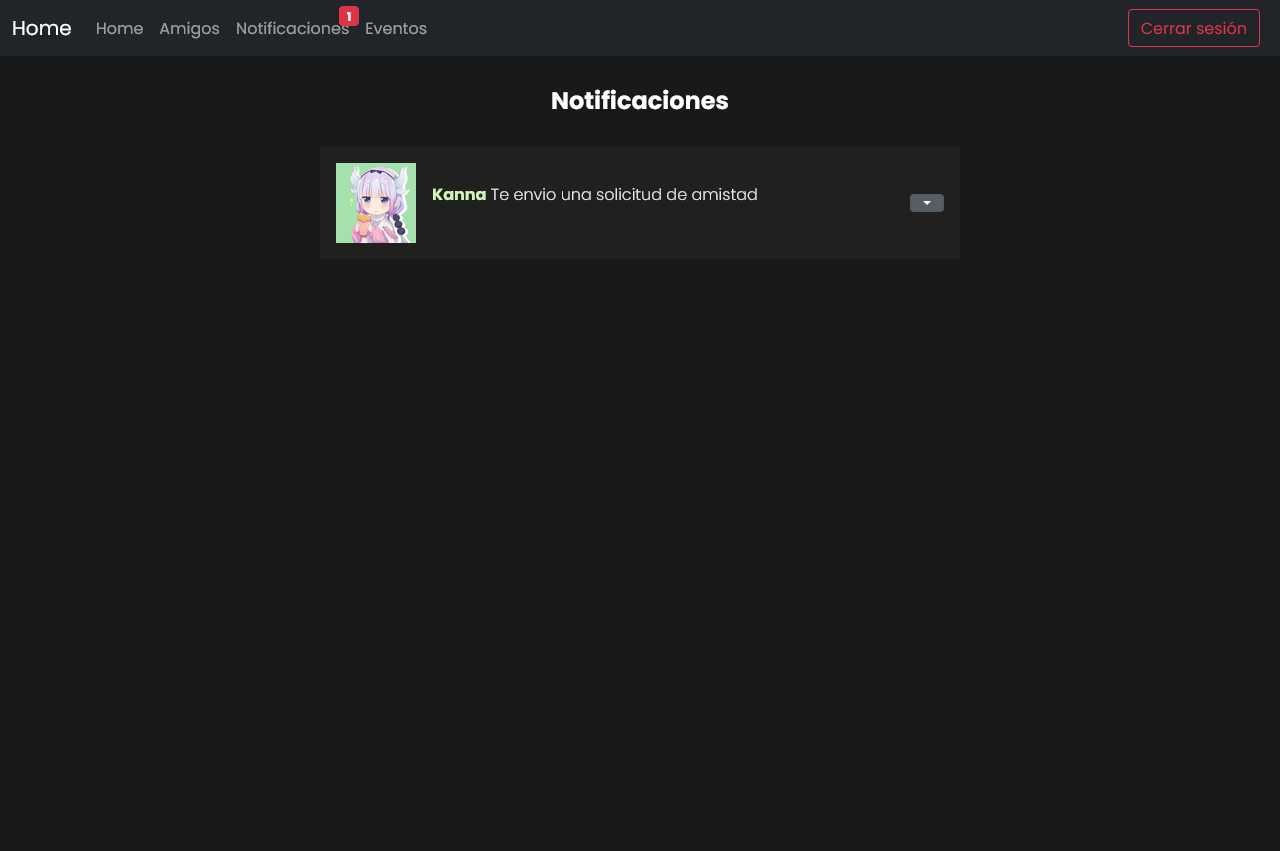 Home Home Amigos Notificaciones 1 Eventos Cerrar sesión
Notificaciones
Kanna Te envio una solicitud de amistad